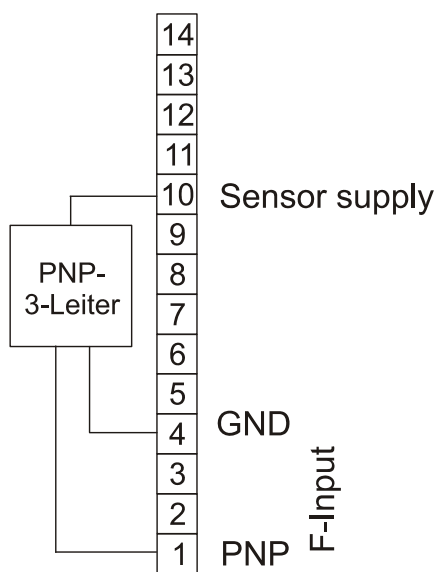 14
13
12
11
10 Sensor supply
9
PNP-
3-Leiter
8
7
6
5
4 GND
3
2
1 PNP
F-Input